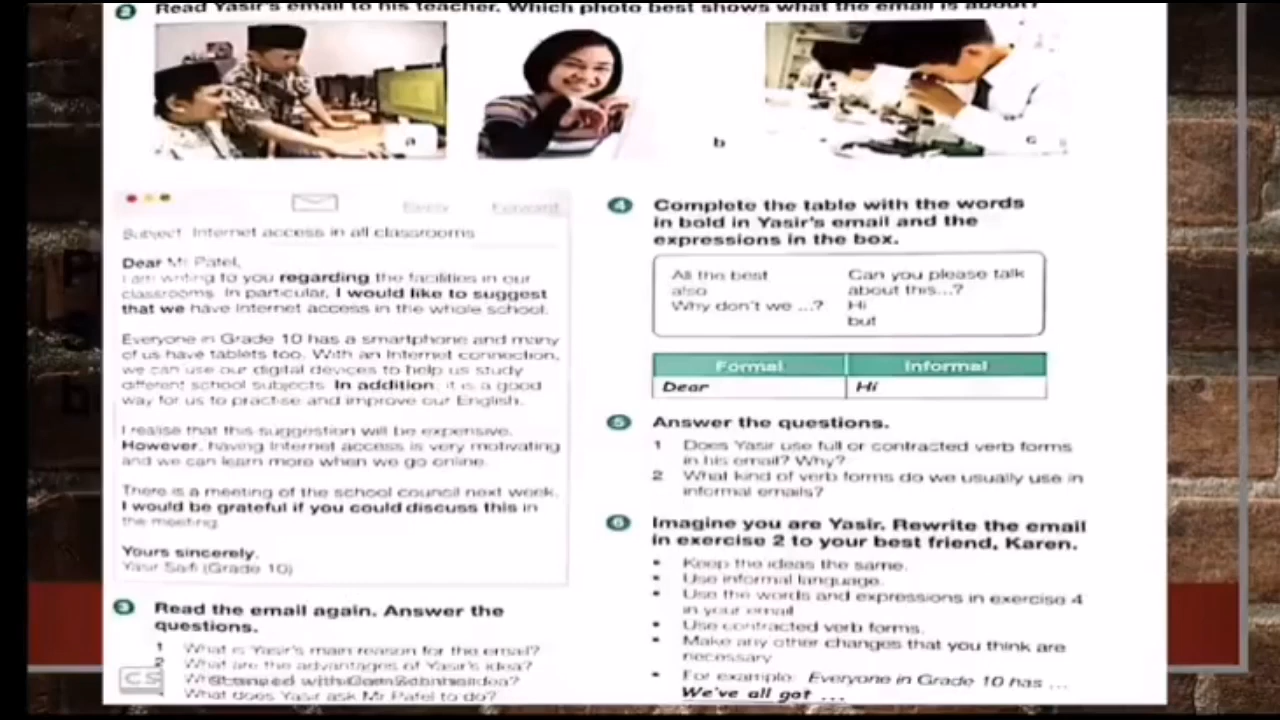 2 Read Yasir's email to his teacher. Which photo best shows what the email is about?
a
b
c
Reply Forward
Subject: Internet access in all classrooms
Dear Mr Patel,
I am writing to you regarding the facilities in our
classrooms. In particular, I would like to suggest
that we have Internet access in the whole school.
Everyone in Grade 10 has a smartphone and many
of us have tablets too. With an Internet connection,
we can use our digital devices to help us study
different school subjects. In addition, it is a good
way for us to practise and improve our English.
I realise that this suggestion will be expensive.
However, having Internet access is very motivating
and we can learn more when we go online.
There is a meeting of the school council next week.
I would be grateful if you could discuss this in
the meeting.
Yours sincerely,
Yasir Saifi (Grade 10)
3 Read the email again. Answer the
questions.
1 What is Yasir's main reason for the email?
2 What are the advantages of Yasir's idea?
CS
What does Yasir ask Mr Patel to do?
4 Complete the table with the words
in bold in Yasir's email and the
expressions in the box.
All the best Can you please talk
also about this...?
Why don't we ...? Hi
but
Formal Informal
Dear Hi
5 Answer the questions.
1 Does Yasir use full or contracted verb forms
in his email? Why?
2 What kind of verb forms do we usually use in
informal emails?
6 Imagine you are Yasir. Rewrite the email
in exercise 2 to your best friend, Karen.
• Keep the ideas the same.
• Use informal language.
• Use the words and expressions in exercise 4
in your email
• Use contracted verb forms.
• Make any other changes that you think are
necessary
• For example: Everyone in Grade 10 has ...
We've all got ...